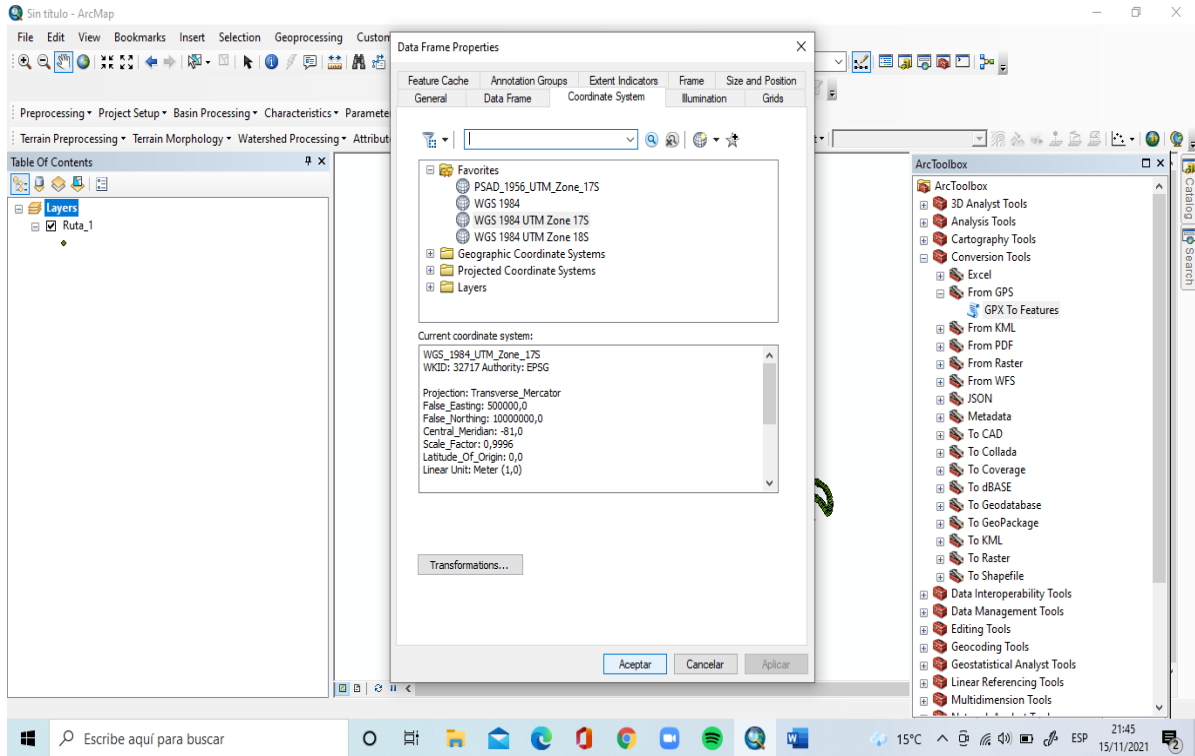 Sin título - ArcMap
File Edit View Bookmarks Insert Selection Geoprocessing Custom
Preprocessing Project Setup Basin Processing Characteristics Paramete
Terrain Preprocessing Terrain Morphology Watershed Processing Attribut
Table Of Contents
Layers
Ruta_1
Data Frame Properties
Feature Cache Annotation Groups Extent Indicators Frame Size and Position
General Data Frame Coordinate System Illumination Grids
Favorites
PSAD_1956_UTM_Zone_17S
WGS 1984
WGS 1984 UTM Zone 17S
WGS 1984 UTM Zone 18S
Geographic Coordinate Systems
Projected Coordinate Systems
Layers
Current coordinate system:
WGS_1984_UTM_Zone_17S
WKID: 32717 Authority: EPSG
Projection: Transverse_Mercator
False_Easting: 500000,0
False_Northing: 10000000,0
Central_Meridian: -81,0
Scale_Factor: 0,9996
Latitude_Of_Origin: 0,0
Linear Unit: Meter (1,0)
Transformations...
Aceptar Cancelar Aplicar
ArcToolbox
ArcToolbox
3D Analyst Tools
Analysis Tools
Cartography Tools
Conversion Tools
Excel
From GPS
GPX To Features
From KML
From PDF
From Raster
From WFS
JSON
Metadata
To CAD
To Collada
To Coverage
To dBASE
To Geodatabase
To GeoPackage
To KML
To Raster
To Shapefile
Data Interoperability Tools
Data Management Tools
Editing Tools
Geocoding Tools
Geostatistical Analyst Tools
Linear Referencing Tools
Multidimension Tools
Catalog
Search
Escribe aquí para buscar
15°C
ESP
21:45
15/11/2021
2